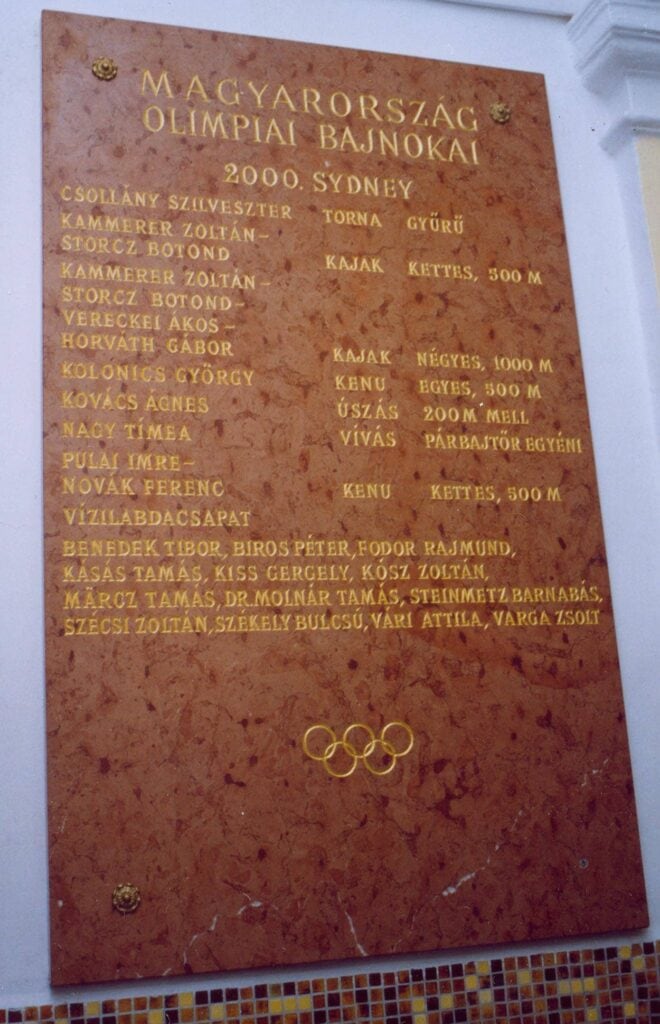 MAGYARORSZÁG
OLIMPIAI BAJNOKAI
2000. SYDNEY
CSOLLÁNY SZILVESZTER TORNA GYŰRŰ
KAMMERER ZOLTÁN-
STORCZ BOTOND KAJAK KETTES, 500 M
KAMMERER ZOLTÁN-
STORCZ BOTOND-
VERECKEI ÁKOS-
HORVÁTH GÁBOR KAJAK NÉGYES, 1000 M
KOLONICS GYÖRGY KENU EGYES, 500 M
KOVÁCS ÁGNES ÚSZÁS 200 M MELL
NAGY TÍMEA VÍVÁS PÁRBAJTŐR EGYÉNI
PULAI IMRE-
NOVÁK FERENC KENU KETTES, 500 M
VÍZILABDACSAPAT
BENEDEK TIBOR, BIROS PÉTER, FODOR RAJMUND,
KÁSÁS TAMÁS, KISS GERGELY, KÓSZ ZOLTÁN,
MÄRCZ TAMÁS, DR. MOLNÁR TAMÁS, STEINMETZ BARNABÁS,
SZÉCSI ZOLTÁN, SZÉKELY BULCSÚ, VÁRI ATTILA, VARGA ZSOLT